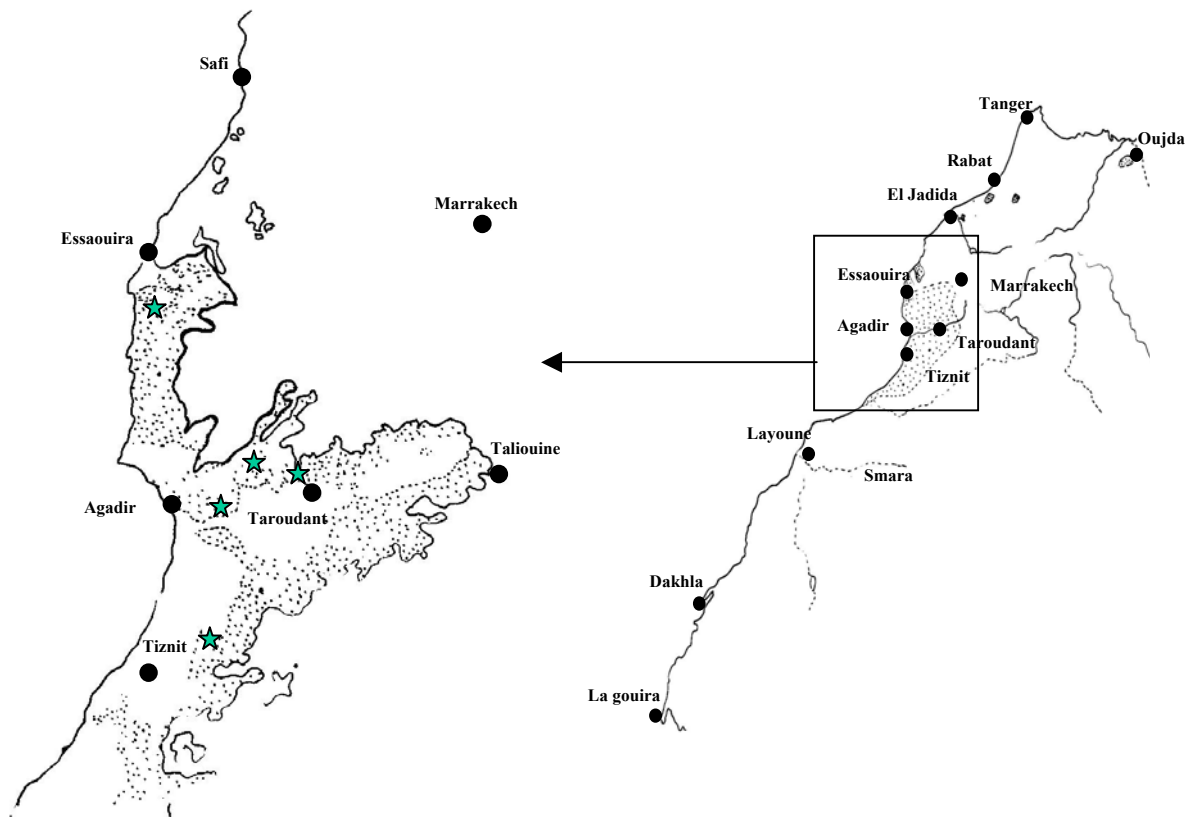 Safi
Marrakech
Essaouira
Taliouine
Agadir
Taroudant
Tiznit
Tanger
Oujda
Rabat
El Jadida
Essaouira
Marrakech
Agadir
Taroudant
Tiznit
Layoune
Smara
Dakhla
La gouira